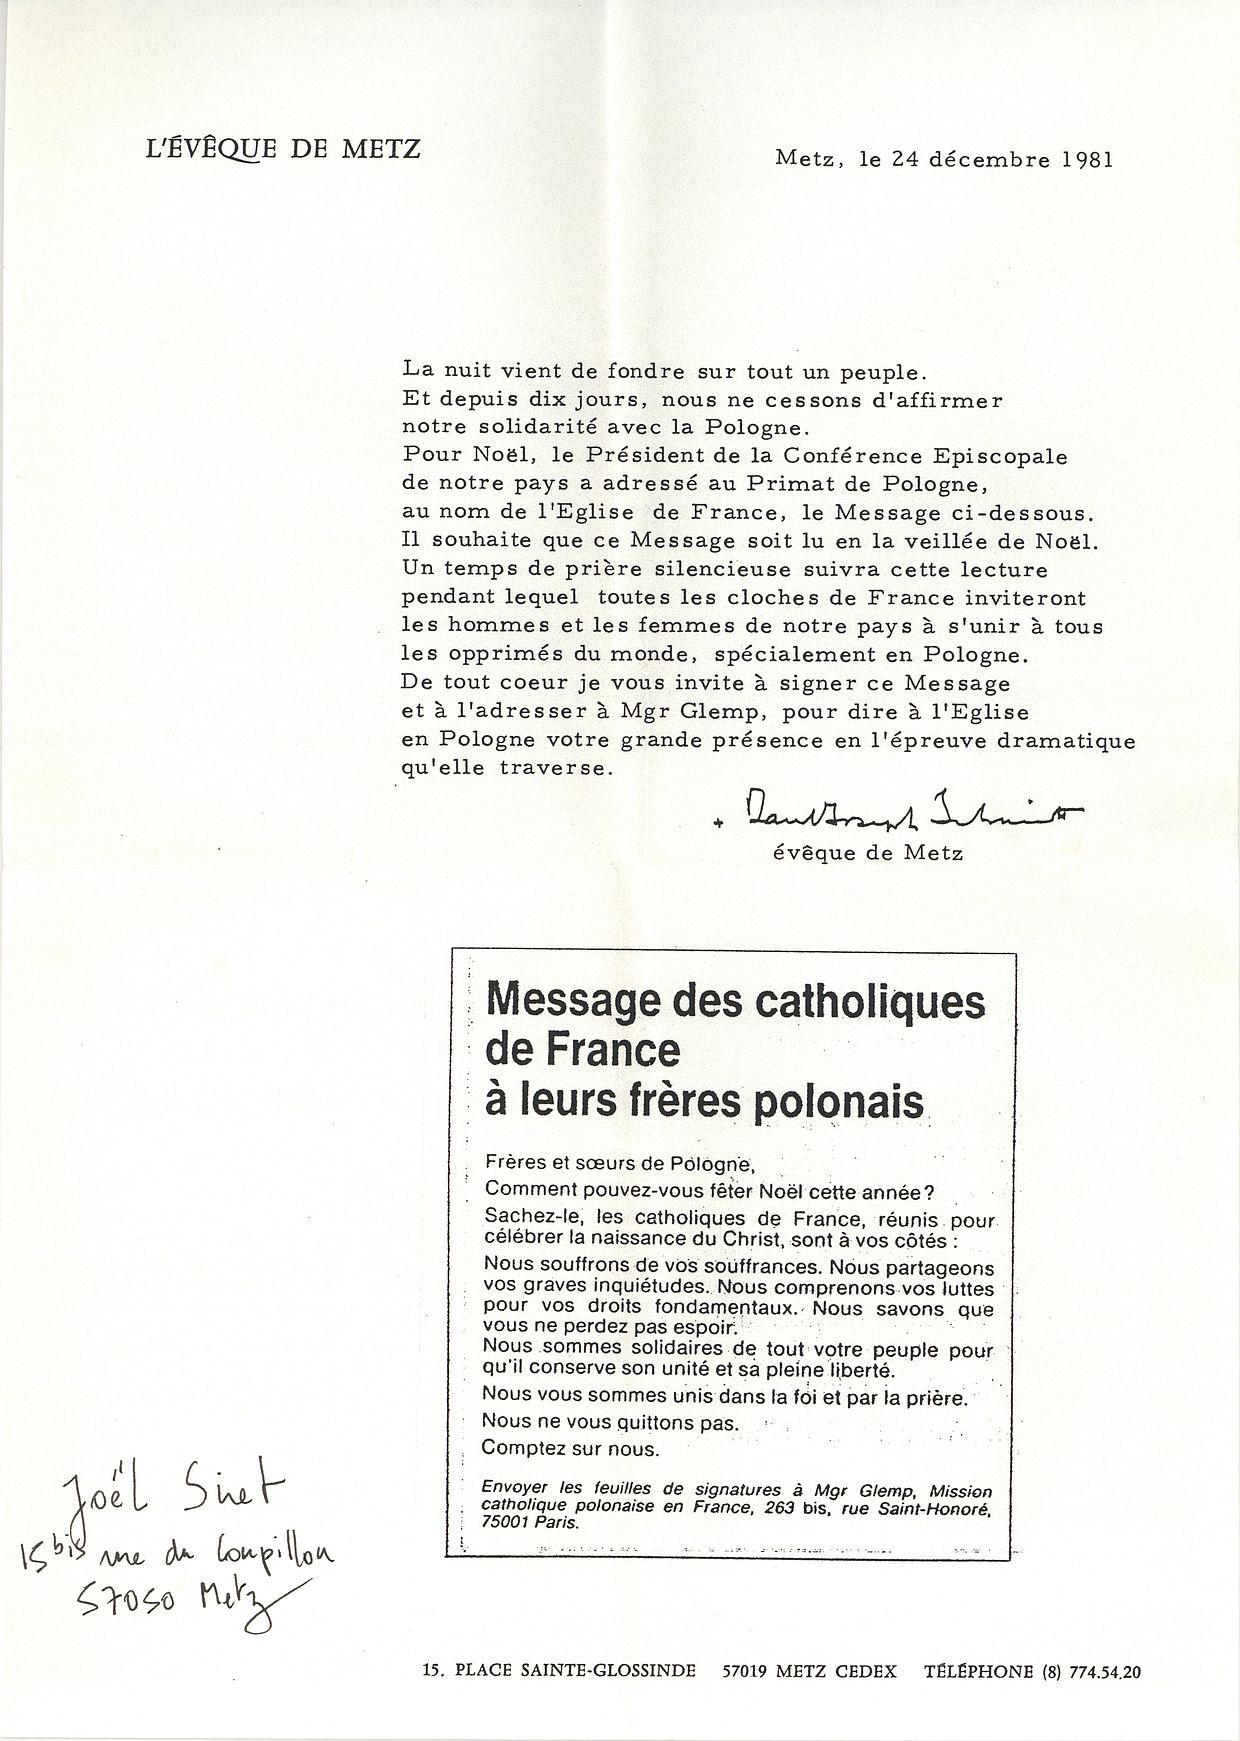 L'ÉVÊQUE DE METZ
Metz, le 24 décembre 1981
La nuit vient de fondre sur tout un peuple.
Et depuis dix jours, nous ne cessons d'affirmer
notre solidarité avec la Pologne.
Pour Noël, le Président de la Conférence Episcopale
de notre pays a adressé au Primat de Pologne,
au nom de l'Eglise de France, le Message ci-dessous.
Il souhaite que ce Message soit lu en la veillée de Noël.
Un temps de prière silencieuse suivra cette lecture
pendant lequel toutes les cloches de France inviteront
les hommes et les femmes de notre pays à s'unir à tous
les opprimés du monde, spécialement en Pologne.
De tout coeur je vous invite à signer ce Message
et à l'adresser à Mgr Glemp, pour dire à l'Eglise
en Pologne votre grande présence en l'épreuve dramatique
qu'elle traverse.
+ Paul Joseph Schmitt
évêque de Metz
Message des catholiques
de France
à leurs frères polonais
Frères et sœurs de Pologne,
Comment pouvez-vous fêter Noël cette année?
Sachez-le, les catholiques de France, réunis pour
célébrer la naissance du Christ, sont à vos côtés :
Nous souffrons de vos souffrances. Nous partageons
vos graves inquiétudes. Nous comprenons vos luttes
pour vos droits fondamentaux. Nous savons que
vous ne perdez pas espoir.
Nous sommes solidaires de tout votre peuple pour
qu'il conserve son unité et sa pleine liberté.
Nous vous sommes unis dans la foi et par la prière.
Nous ne vous quittons pas.
Comptez sur nous.
Envoyer les feuilles de signatures à Mgr Glemp, Mission
catholique polonaise en France, 263 bis, rue Saint-Honoré,
75001 Paris.
Joël
15 bis rue du Coupillon
57050 Metz
15, PLACE SAINTE-GLOSSINDE 57019 METZ CEDEX TÉLÉPHONE (8) 774.54.20